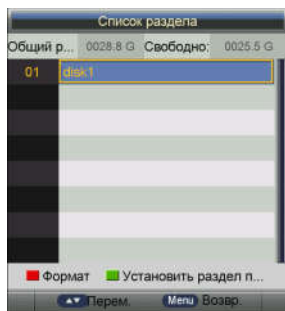 Список раздела
Общий р... 0028.8 G Свободно: 0025.5 G
01 disk1
Формат Установить раздел п...
Перем. Menu Возвр.